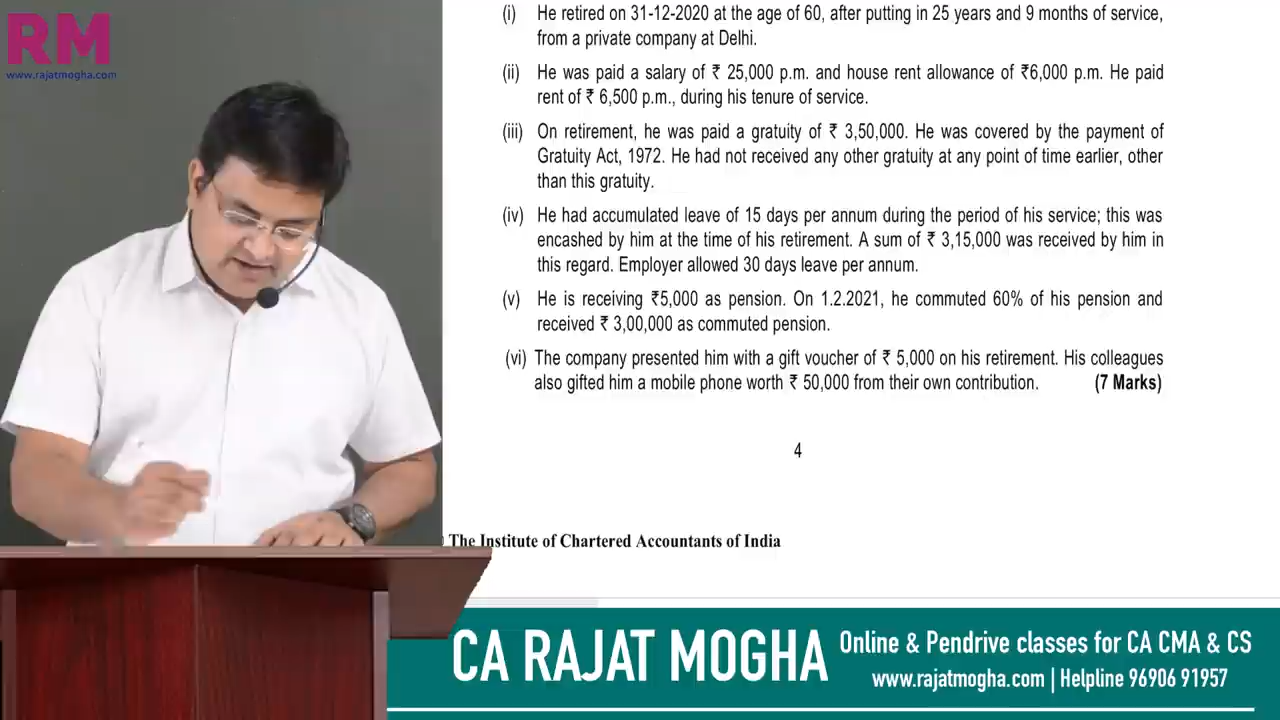 RM
www.rajatmogha.com
(i) He retired on 31-12-2020 at the age of 60, after putting in 25 years and 9 months of service,
from a private company at Delhi.
(ii) He was paid a salary of ₹ 25,000 p.m. and house rent allowance of ₹6,000 p.m. He paid
rent of ₹ 6,500 p.m., during his tenure of service.
(iii) On retirement, he was paid a gratuity of ₹ 3,50,000. He was covered by the payment of
Gratuity Act, 1972. He had not received any other gratuity at any point of time earlier, other
than this gratuity.
(iv) He had accumulated leave of 15 days per annum during the period of his service; this was
encashed by him at the time of his retirement. A sum of ₹ 3,15,000 was received by him in
this regard. Employer allowed 30 days leave per annum.
(v) He is receiving ₹5,000 as pension. On 1.2.2021, he commuted 60% of his pension and
received ₹ 3,00,000 as commuted pension.
(vi) The company presented him with a gift voucher of ₹ 5,000 on his retirement. His colleagues
also gifted him a mobile phone worth ₹ 50,000 from their own contribution. (7 Marks)
4
The Institute of Chartered Accountants of India
CA RAJAT MOGHA
Online & Pendrive classes for CA CMA & CS
www.rajatmogha.com | Helpline 96906 91957